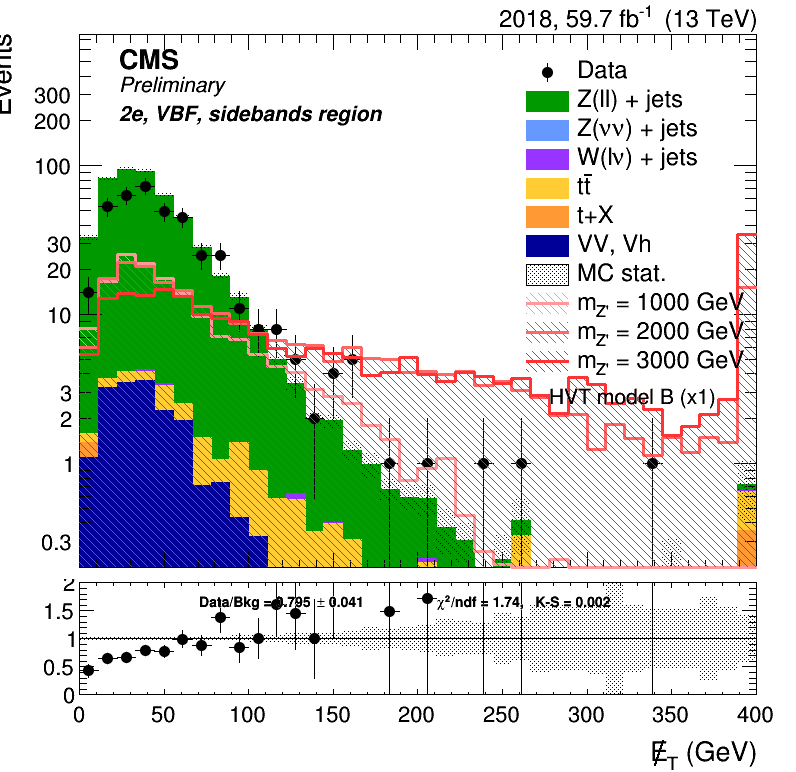 2018, 59.7 fb⁻¹ (13 TeV)
Events
CMS
Preliminary
2e, VBF, sidebands region
Data
Z(ll) + jets
Z(νν) + jets
W(lν) + jets
tt̄
t+X
VV, Vh
MC stat.
m_Z' = 1000 GeV
m_Z' = 2000 GeV
m_Z' = 3000 GeV
HVT model B (x1)
300
200
100
30
20
10
3
2
1
0.3
Data/Bkg = 0.795 ± 0.041
χ²/ndf = 1.74, K-S = 0.002
2
1.5
1
0.5
0
0 50 100 150 200 250 300 350 400
E̸_T (GeV)